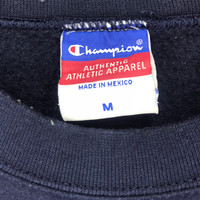 Champion
AUTHENTIC
ATHLETIC APPAREL
MADE IN MEXICO
M